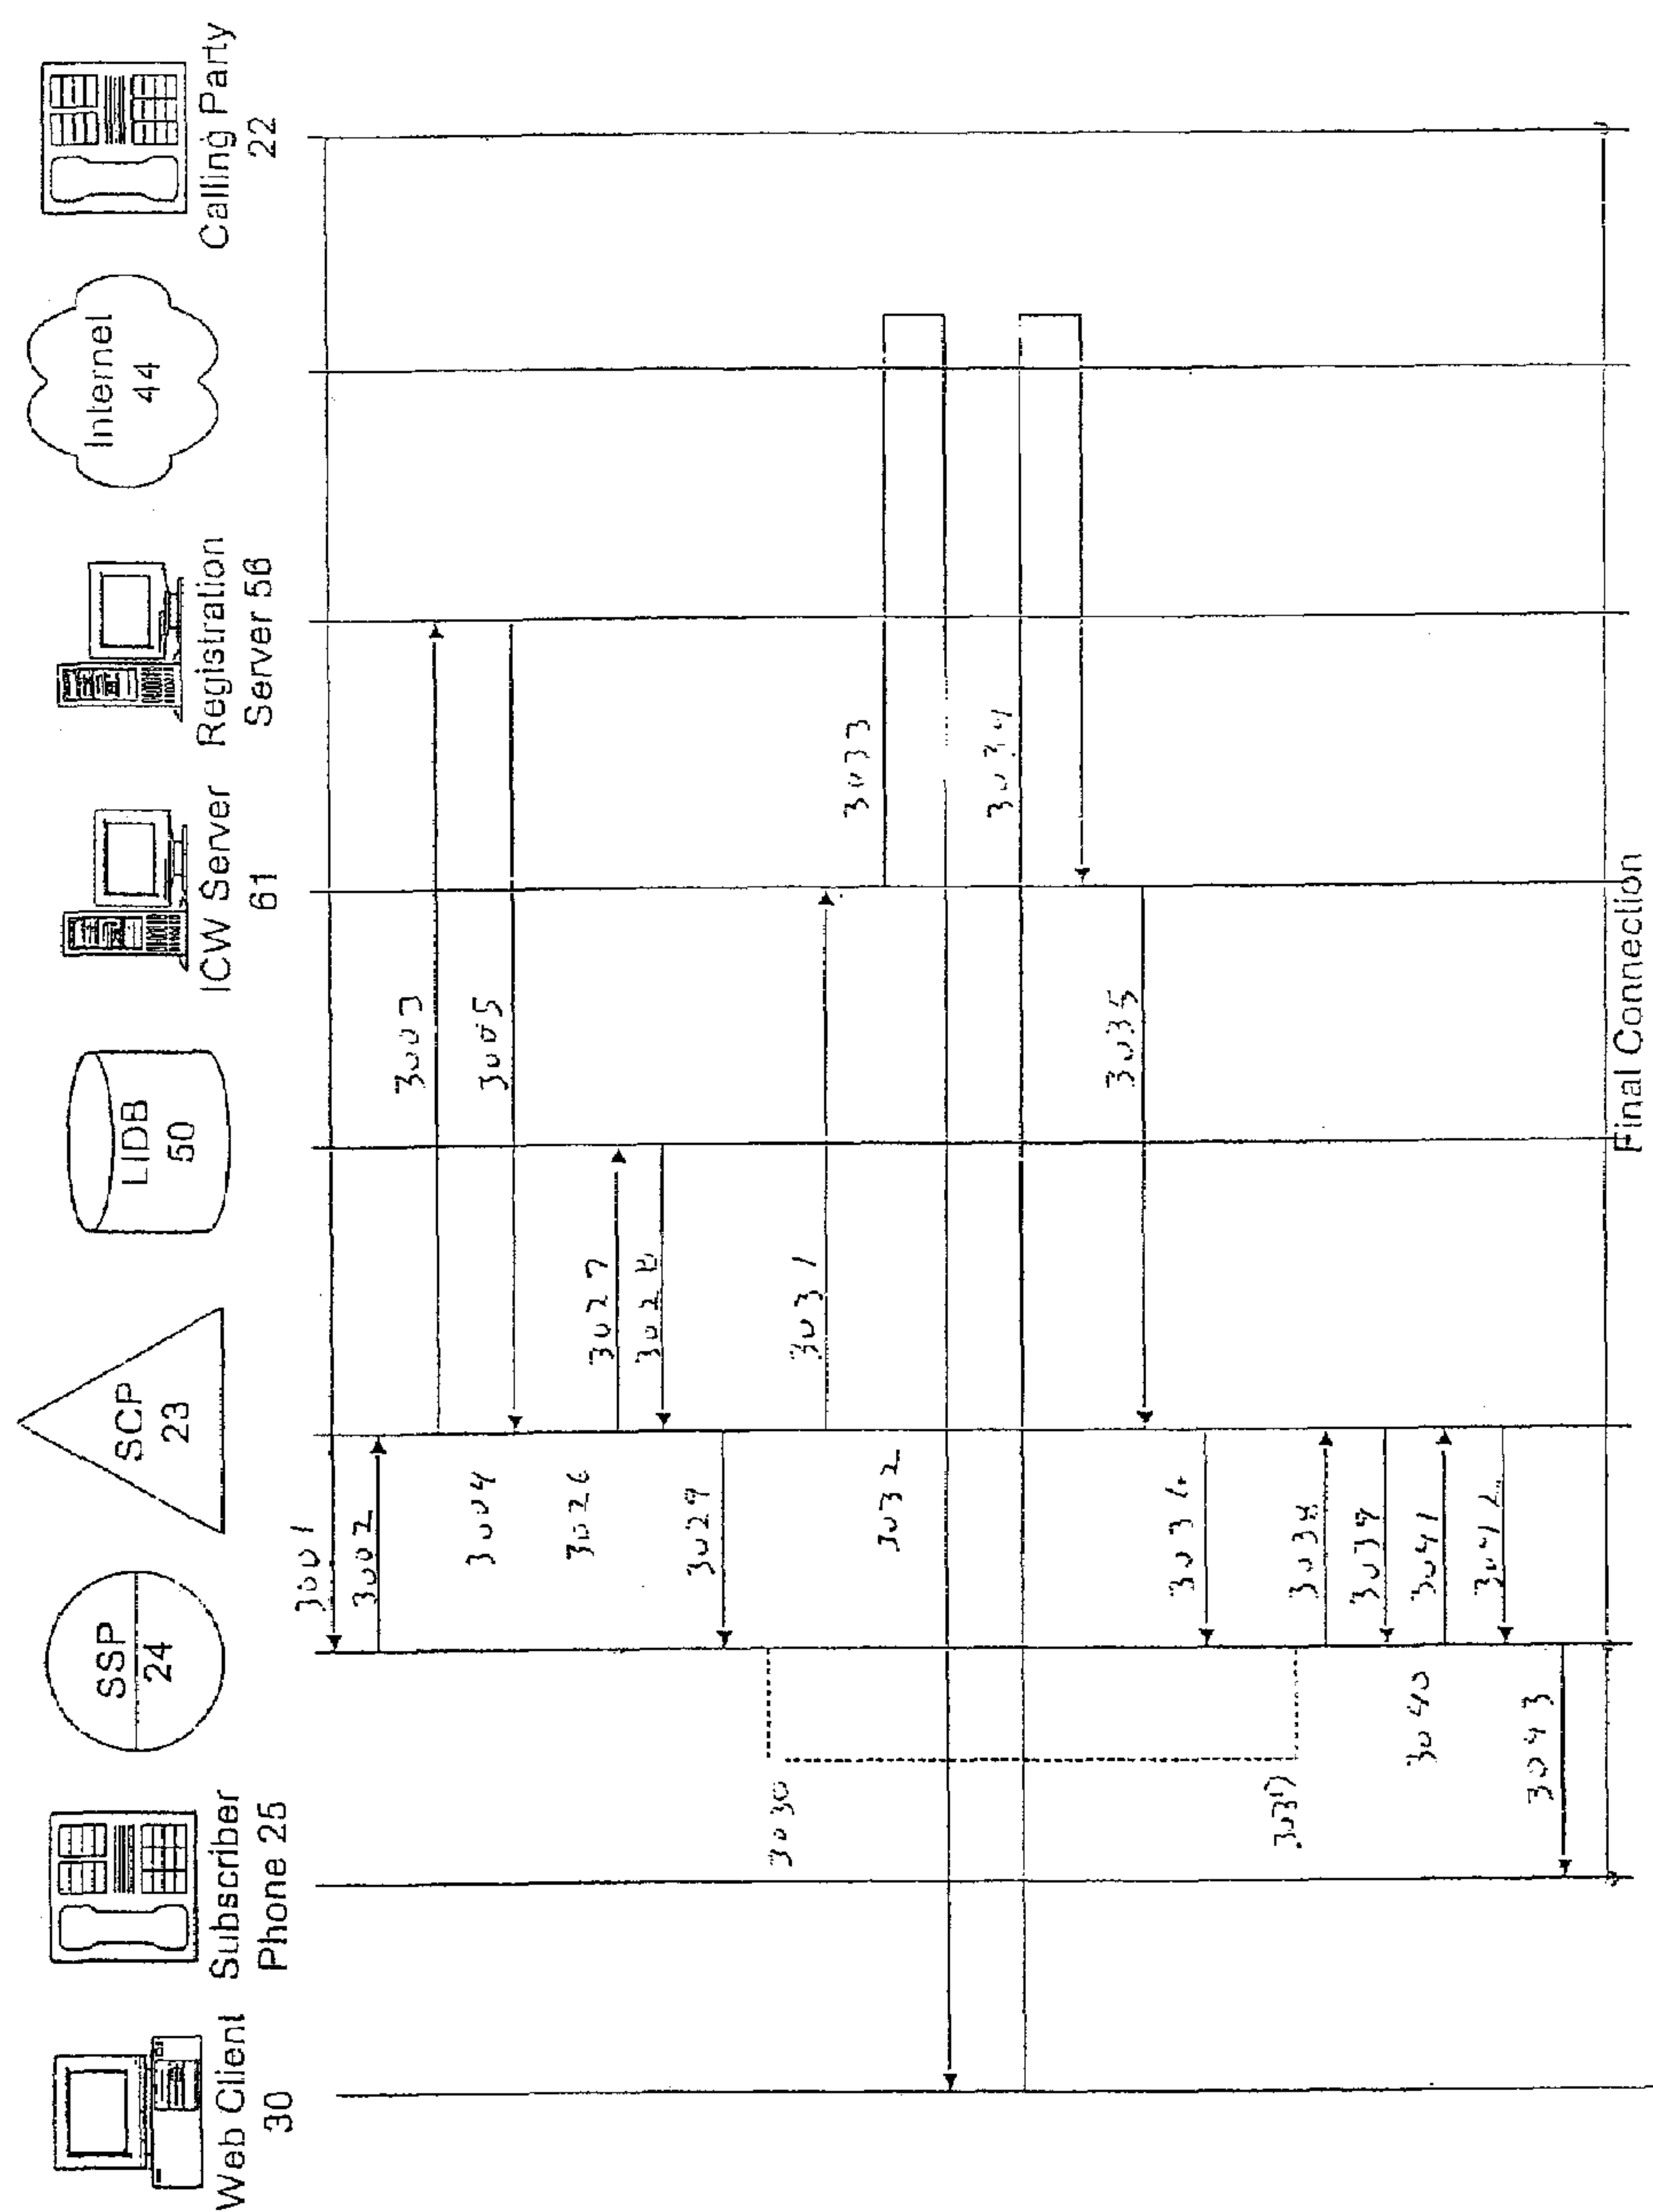 Web Client
30
Subscriber
Phone 25
SSP
24
SCP
23
LIDB
50
ICW Server
61
Registration
Server 56
Internet
44
Calling Party
22
3001
3002
3003
3004
3005
3026
3027
3028
3029
3030
3031
3032
3033
3034
3035
3036
3037
3038
3039
3040
3041
3042
3043
Final Connection